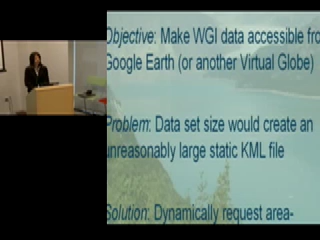 Objective: Make WGI data accessible fro
Google Earth (or another Virtual Globe)
Problem: Data set size would create an
unreasonably large static KML file
Solution: Dynamically request area-